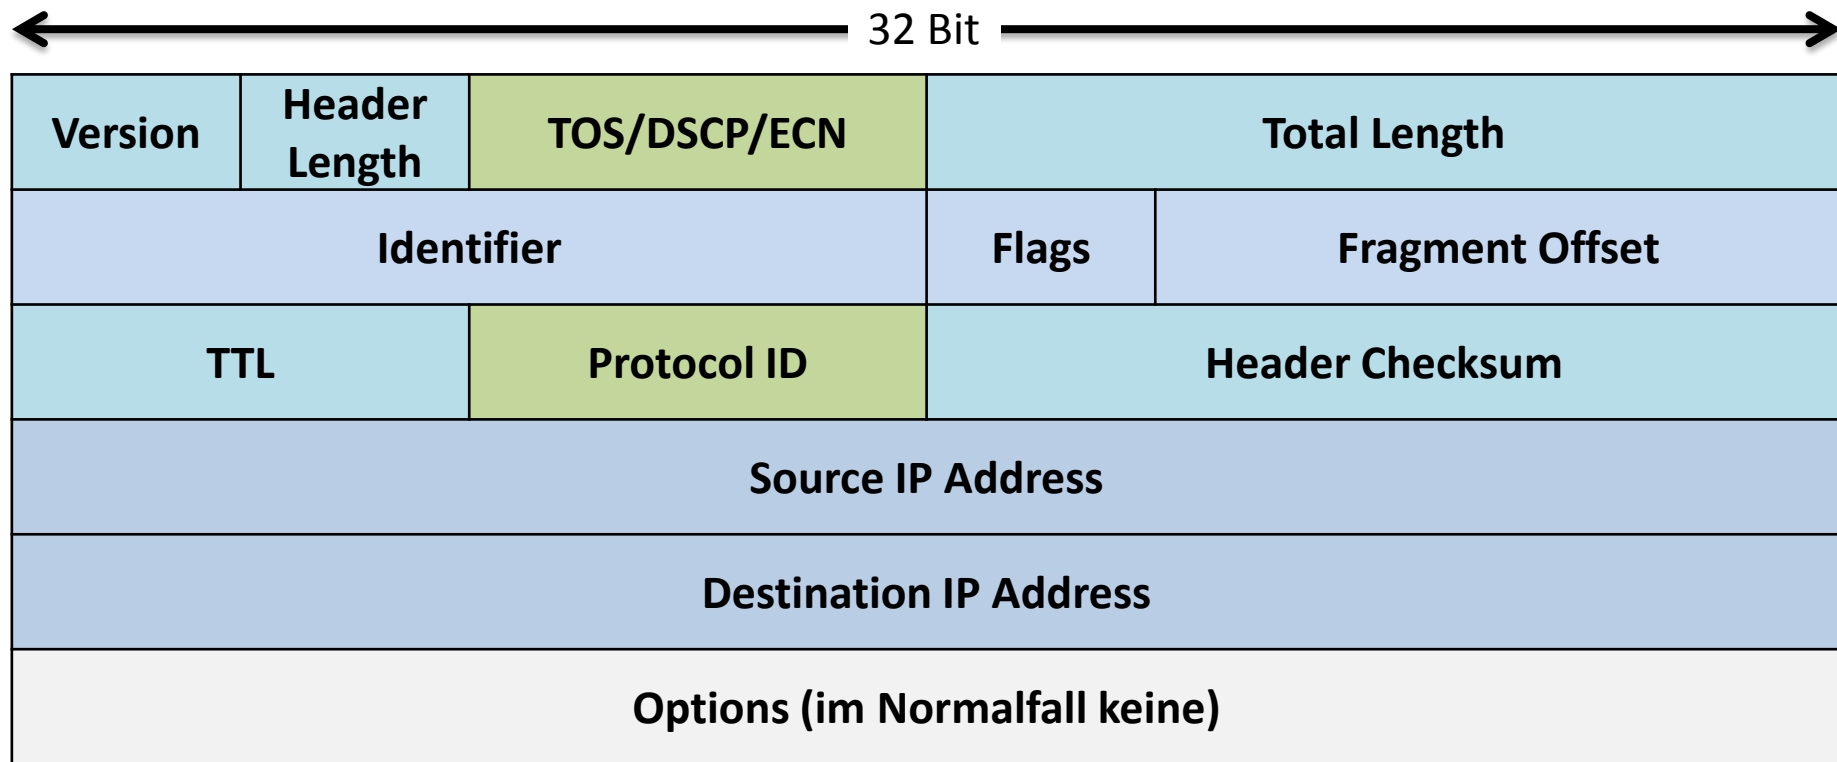 32 Bit
Version
Header
Length
TOS/DSCP/ECN
Total Length
Identifier
Flags
Fragment Offset
TTL
Protocol ID
Header Checksum
Source IP Address
Destination IP Address
Options (im Normalfall keine)